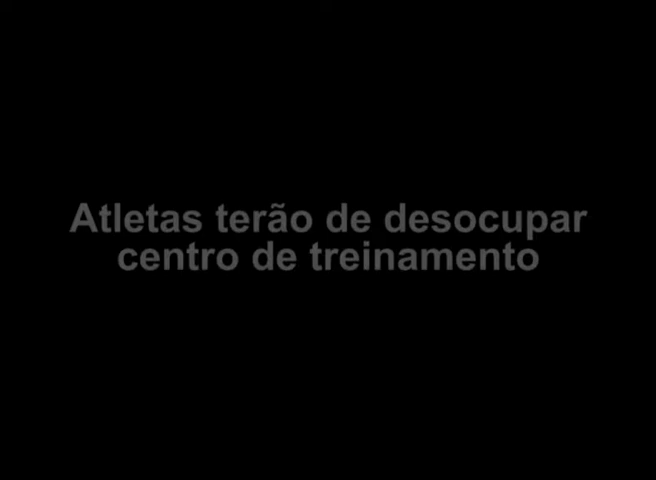 Atletas terão de desocupar
centro de treinamento